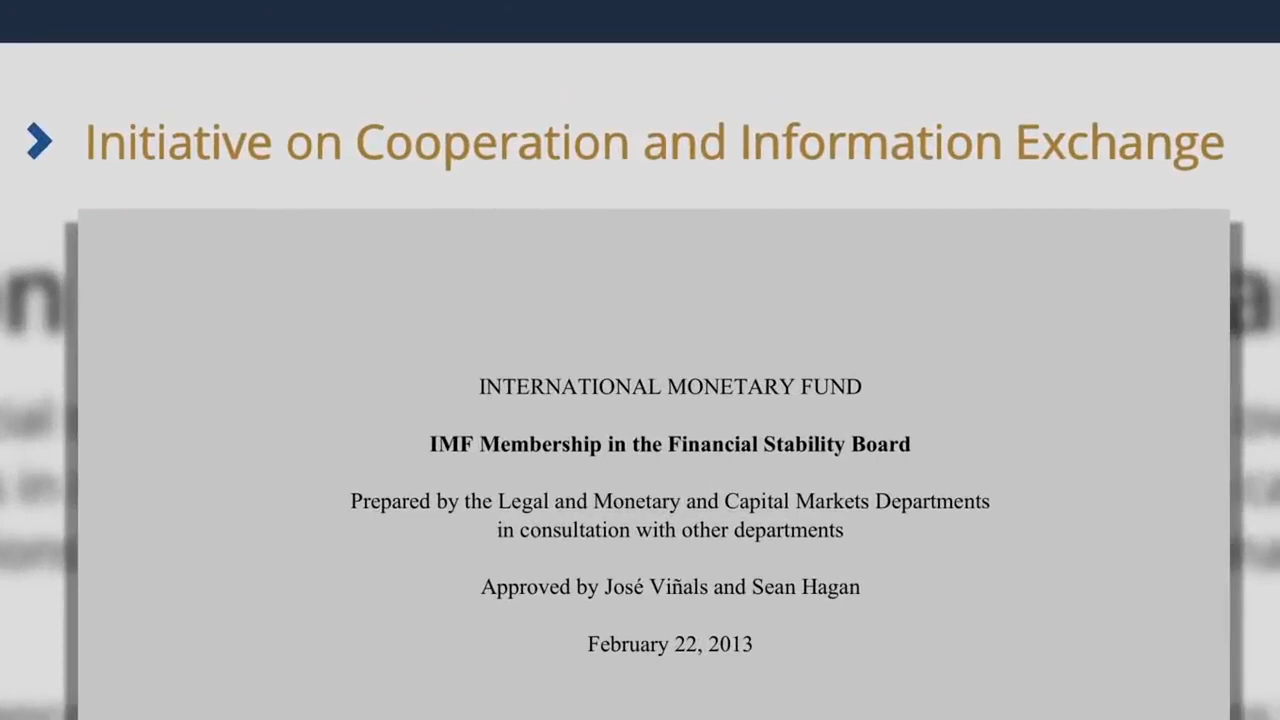 Initiative on Cooperation and Information Exchange
INTERNATIONAL MONETARY FUND
IMF Membership in the Financial Stability Board
Prepared by the Legal and Monetary and Capital Markets Departments
in consultation with other departments
Approved by José Viñals and Sean Hagan
February 22, 2013